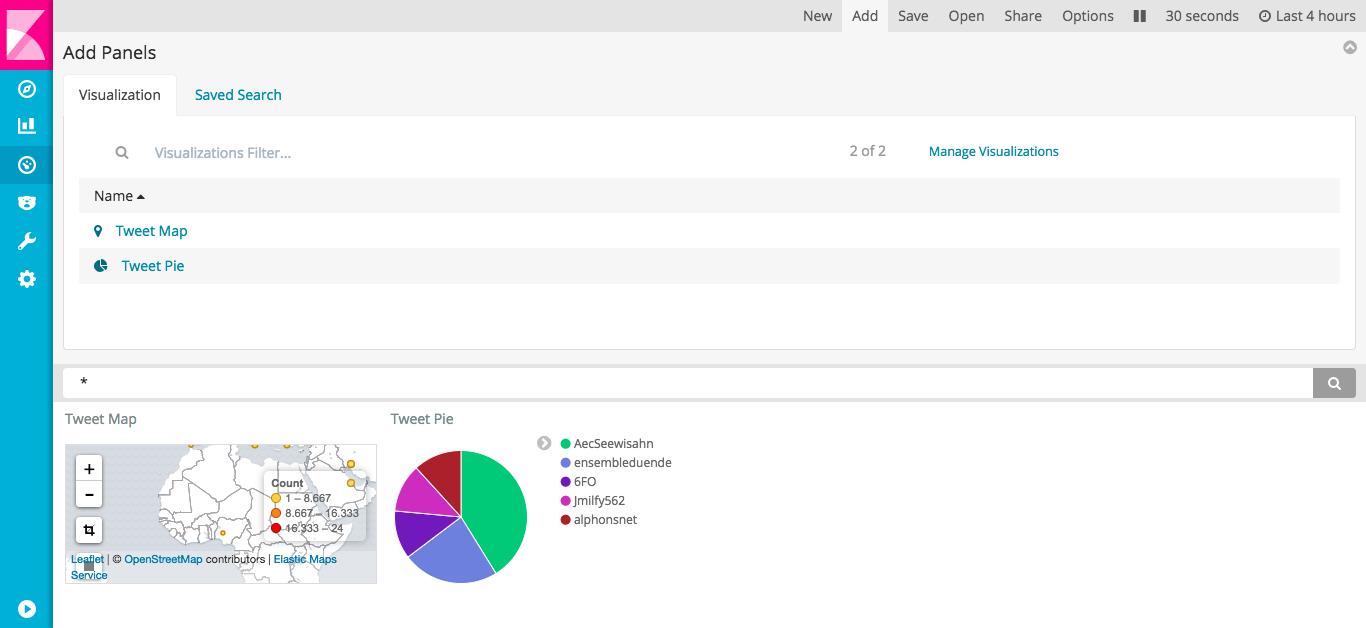 New Add Save Open Share Options 30 seconds Last 4 hours
Add Panels
Visualization Saved Search
Visualizations Filter... 2 of 2 Manage Visualizations
Name
Tweet Map
Tweet Pie
*
Tweet Map
+
−
Count
1 – 8.667
8.667 – 16.333
16.333 – 24
Leaflet | © OpenStreetMap contributors | Elastic Maps
Service
Tweet Pie
AecSeewisahn
ensembleduende
6FO
Jmilfy562
alphonsnet